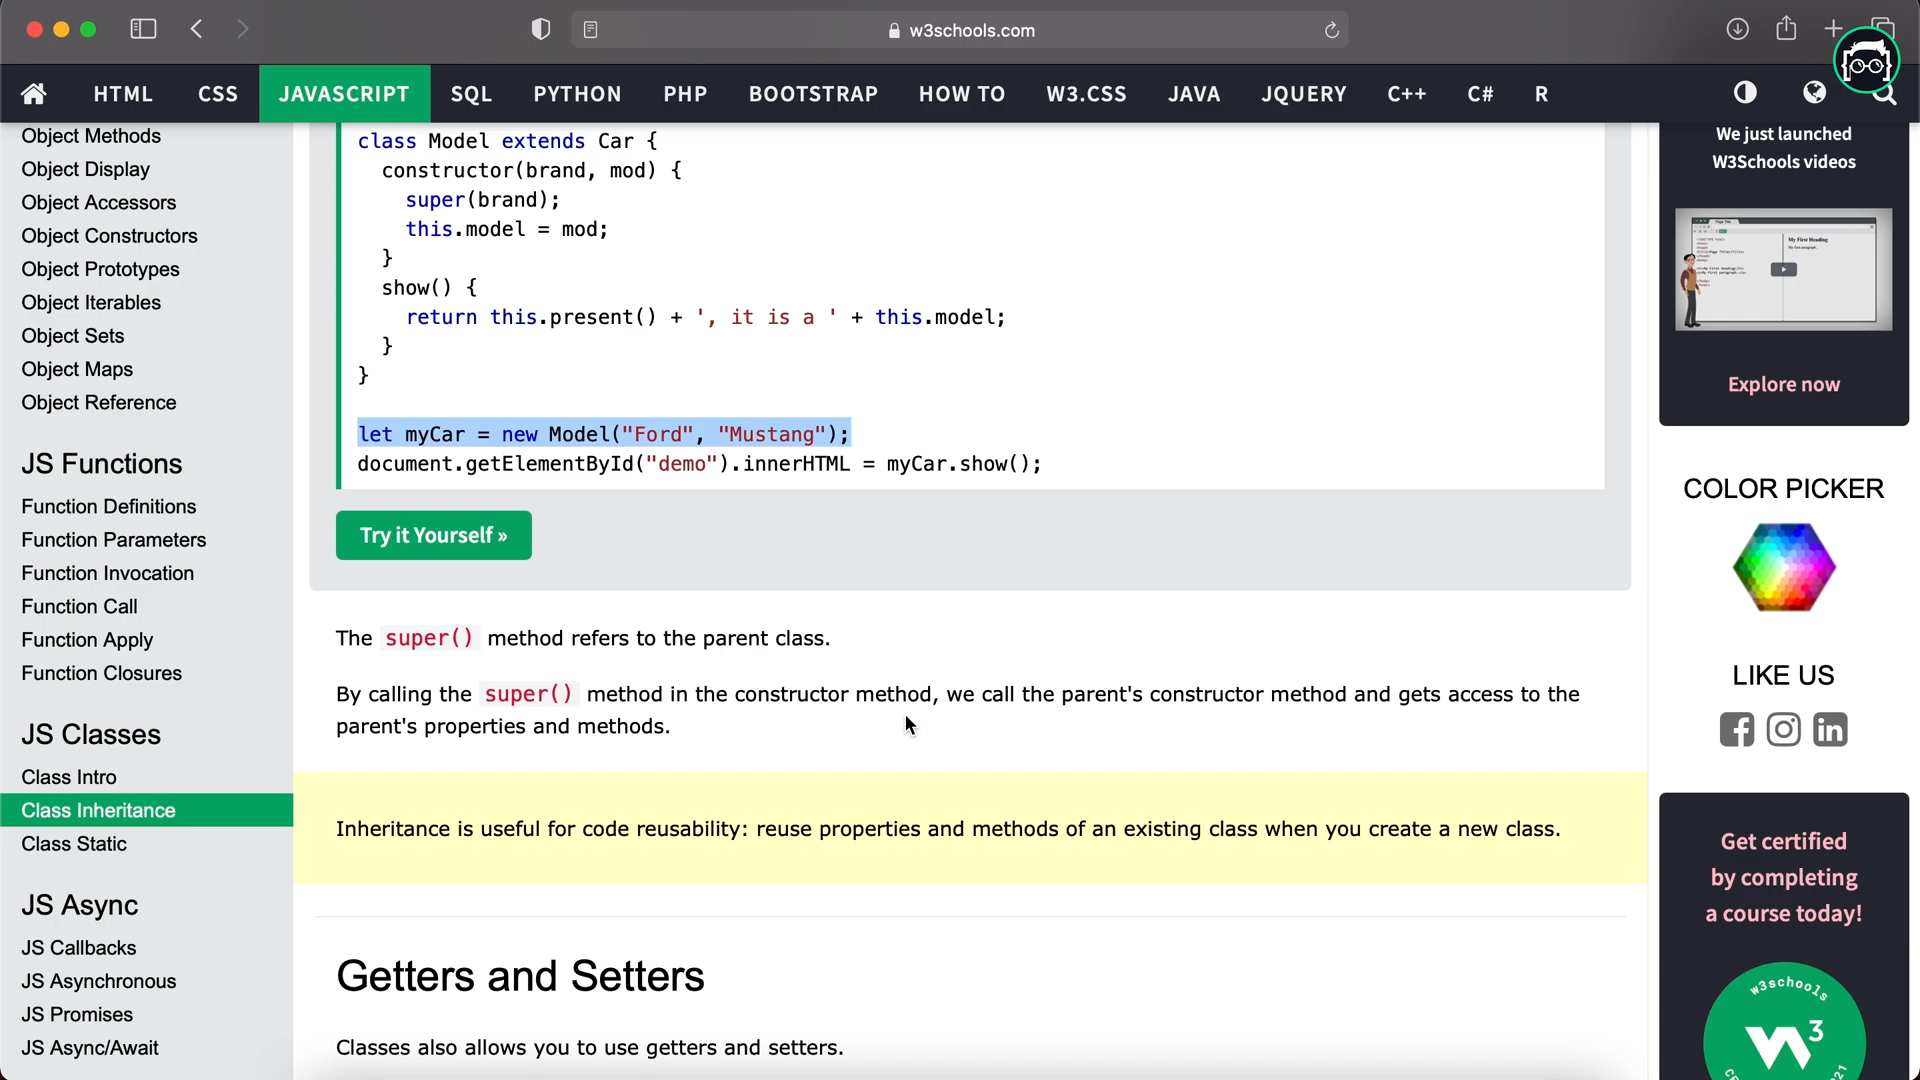 w3schools.com
HTML CSS JAVASCRIPT SQL PYTHON PHP BOOTSTRAP HOW TO W3.CSS JAVA JQUERY C++ C# R
Object Methods
Object Display
Object Accessors
Object Constructors
Object Prototypes
Object Iterables
Object Sets
Object Maps
Object Reference
JS Functions
Function Definitions
Function Parameters
Function Invocation
Function Call
Function Apply
Function Closures
JS Classes
Class Intro
Class Inheritance
Class Static
JS Async
JS Callbacks
JS Asynchronous
JS Promises
JS Async/Await
class Model extends Car {
constructor(brand, mod) {
super(brand);
this.model = mod;
}
show() {
return this.present() + ', it is a ' + this.model;
}
}
let myCar = new Model("Ford", "Mustang");
document.getElementById("demo").innerHTML = myCar.show();
Try it Yourself »
The super() method refers to the parent class.
By calling the super() method in the constructor method, we call the parent's constructor method and gets access to the
parent's properties and methods.
Inheritance is useful for code reusability: reuse properties and methods of an existing class when you create a new class.
Getters and Setters
Classes also allows you to use getters and setters.
We just launched
W3Schools videos
My First Heading
Explore now
COLOR PICKER
LIKE US
Get certified
by completing
a course today!
w3schools
W3